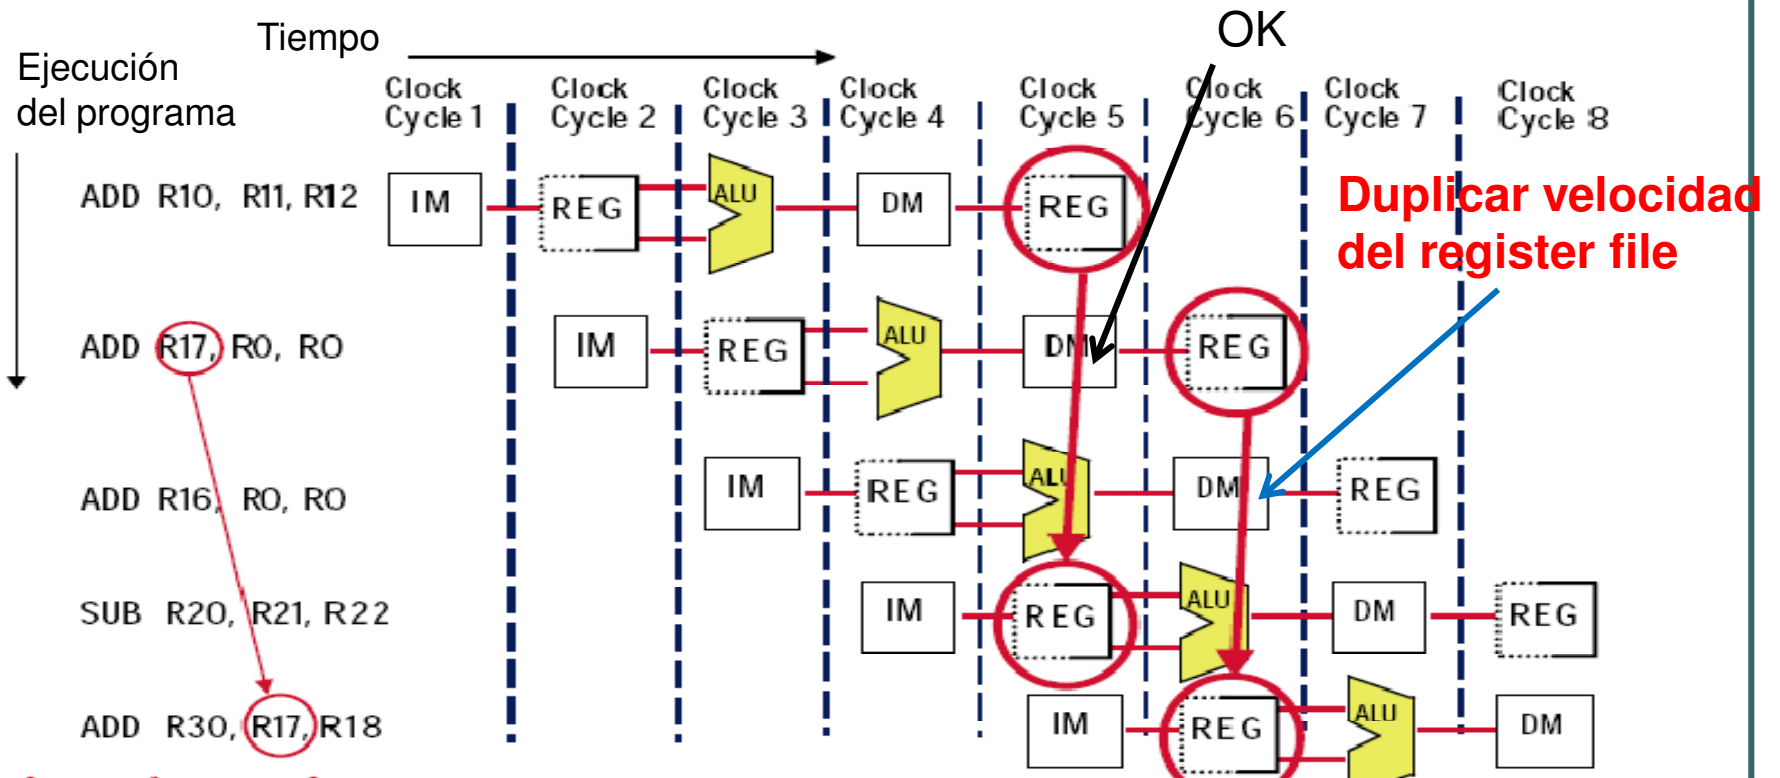 OK
Tiempo
Ejecución
del programa
Clock
Cycle 1
Clock
Cycle 2
Clock
Cycle 3
Clock
Cycle 4
Clock
Cycle 5
Clock
Cycle 6
Clock
Cycle 7
Clock
Cycle 8
Duplicar velocidad
del register file
ADD R10, R11, R12 IM REG ALU DM REG
ADD R17, R0, R0 IM REG ALU DM REG
ADD R16, R0, R0 IM REG ALU DM REG
SUB R20, R21, R22 IM REG ALU DM REG
ADD R30, R17, R18 IM REG ALU DM